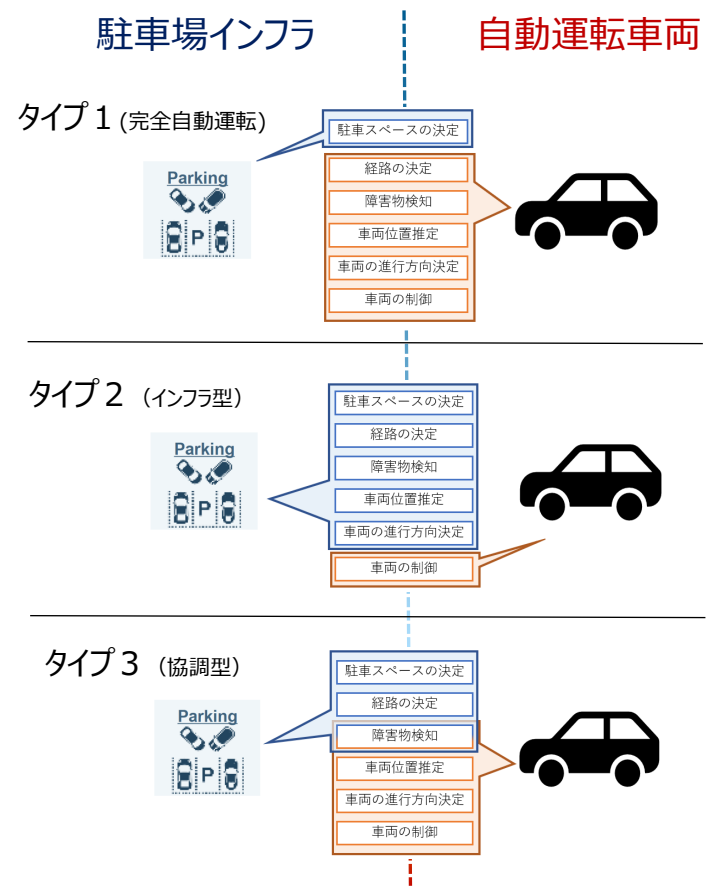 駐車場インフラ
自動運転車両
タイプ１(完全自動運転)
駐車スペースの決定
Parking
P
経路の決定
障害物検知
車両位置推定
車両の進行方向決定
車両の制御
タイプ２（インフラ型）
駐車スペースの決定
経路の決定
Parking
P
障害物検知
車両位置推定
車両の進行方向決定
車両の制御
タイプ３（協調型）
駐車スペースの決定
経路の決定
Parking
P
障害物検知
車両位置推定
車両の進行方向決定
車両の制御